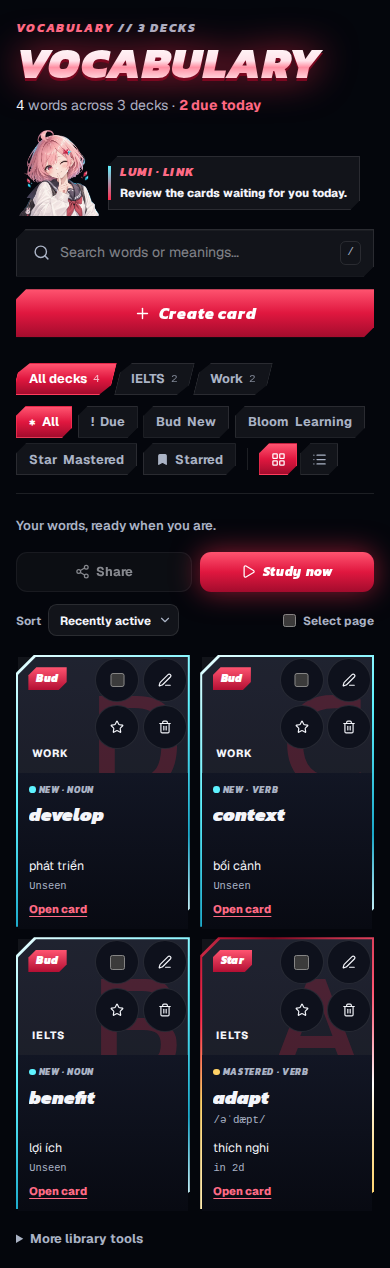 VOCABULARY // 3 DECKS
VOCABULARY
4 words across 3 decks · 2 due today
LUMI · LINK
Review the cards waiting for you today.
Search words or meanings… /
+ Create card
All decks 4 IELTS 2 Work 2
* All ! Due Bud New Bloom Learning
Star Mastered Starred
Your words, ready when you are.
Share Study now
Sort Recently active Select page
Bud
D
WORK
NEW · NOUN
develop
phát triển
Unseen
Open card
Bud
C
WORK
NEW · VERB
context
bối cảnh
Unseen
Open card
Bud
B
IELTS
NEW · NOUN
benefit
lợi ích
Unseen
Open card
Star
A
IELTS
MASTERED · VERB
adapt
/əˈdæpt/
thích nghi
in 2d
Open card
More library tools